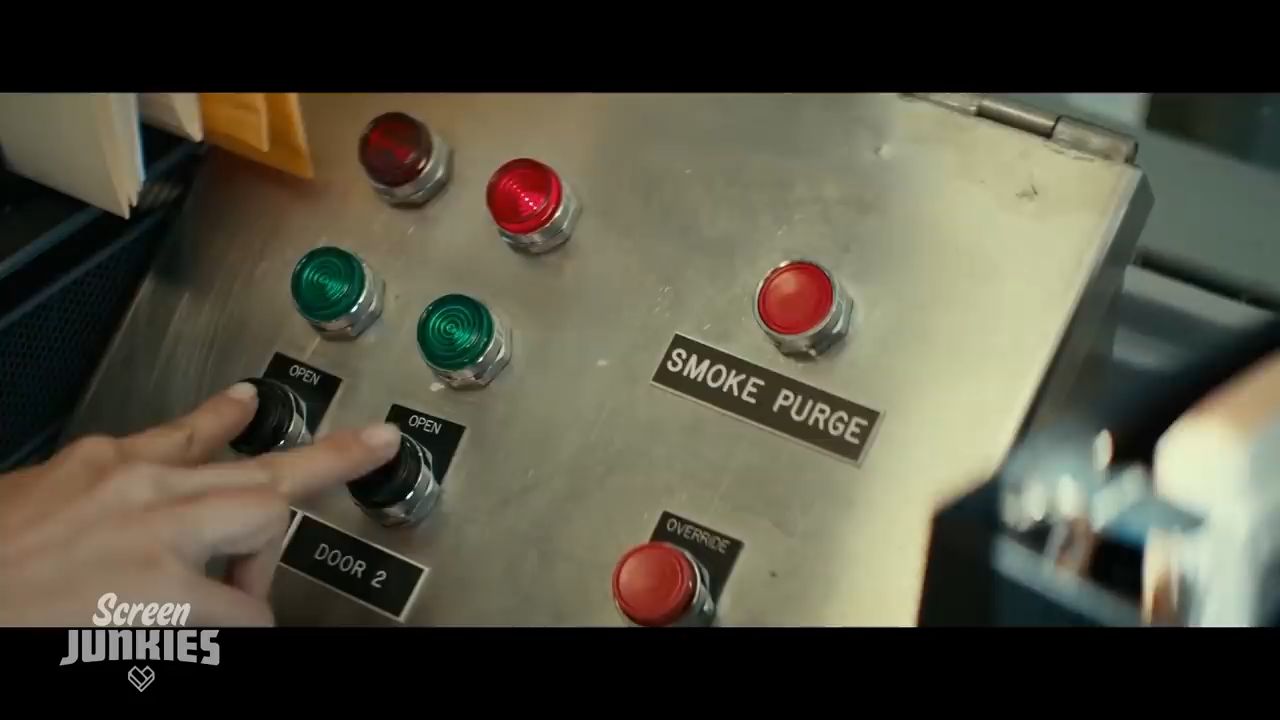 OPEN
OPEN
SMOKE PURGE
OVERRIDE
DOOR 2
Screen
JUNKIES